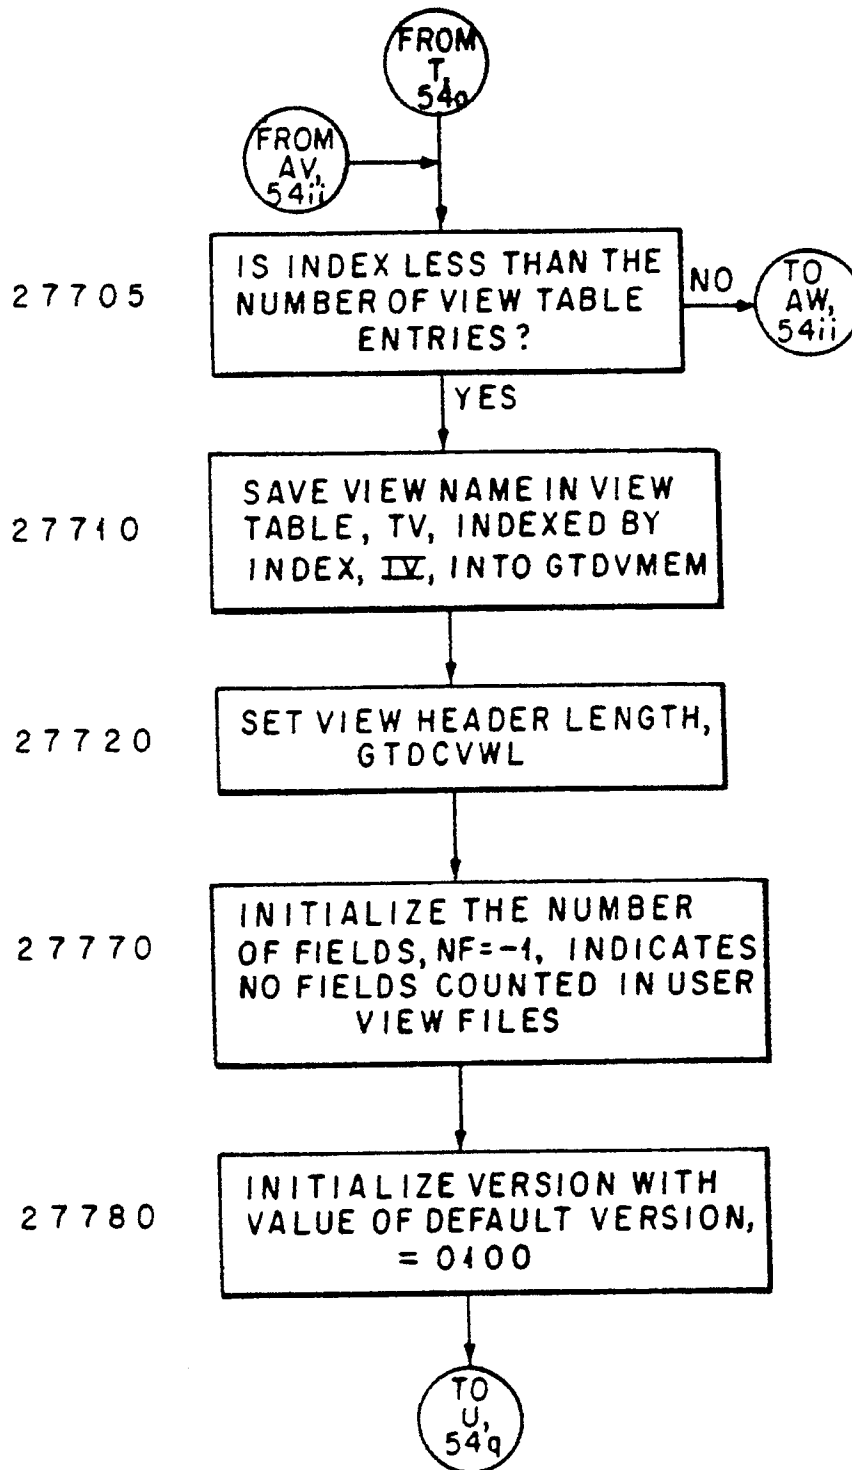 FROM
T,
54o
FROM
AV,
54ii
27705
IS INDEX LESS THAN THE
NUMBER OF VIEW TABLE
ENTRIES?
NO
TO
AW,
54ii
YES
27710
SAVE VIEW NAME IN VIEW
TABLE, TV, INDEXED BY
INDEX, IV, INTO GTDVMEM
27720
SET VIEW HEADER LENGTH,
GTDCVWL
27770
INITIALIZE THE NUMBER
OF FIELDS, NF=-1, INDICATES
NO FIELDS COUNTED IN USER
VIEW FILES
27780
INITIALIZE VERSION WITH
VALUE OF DEFAULT VERSION,
= 0100
TO
U,
54q